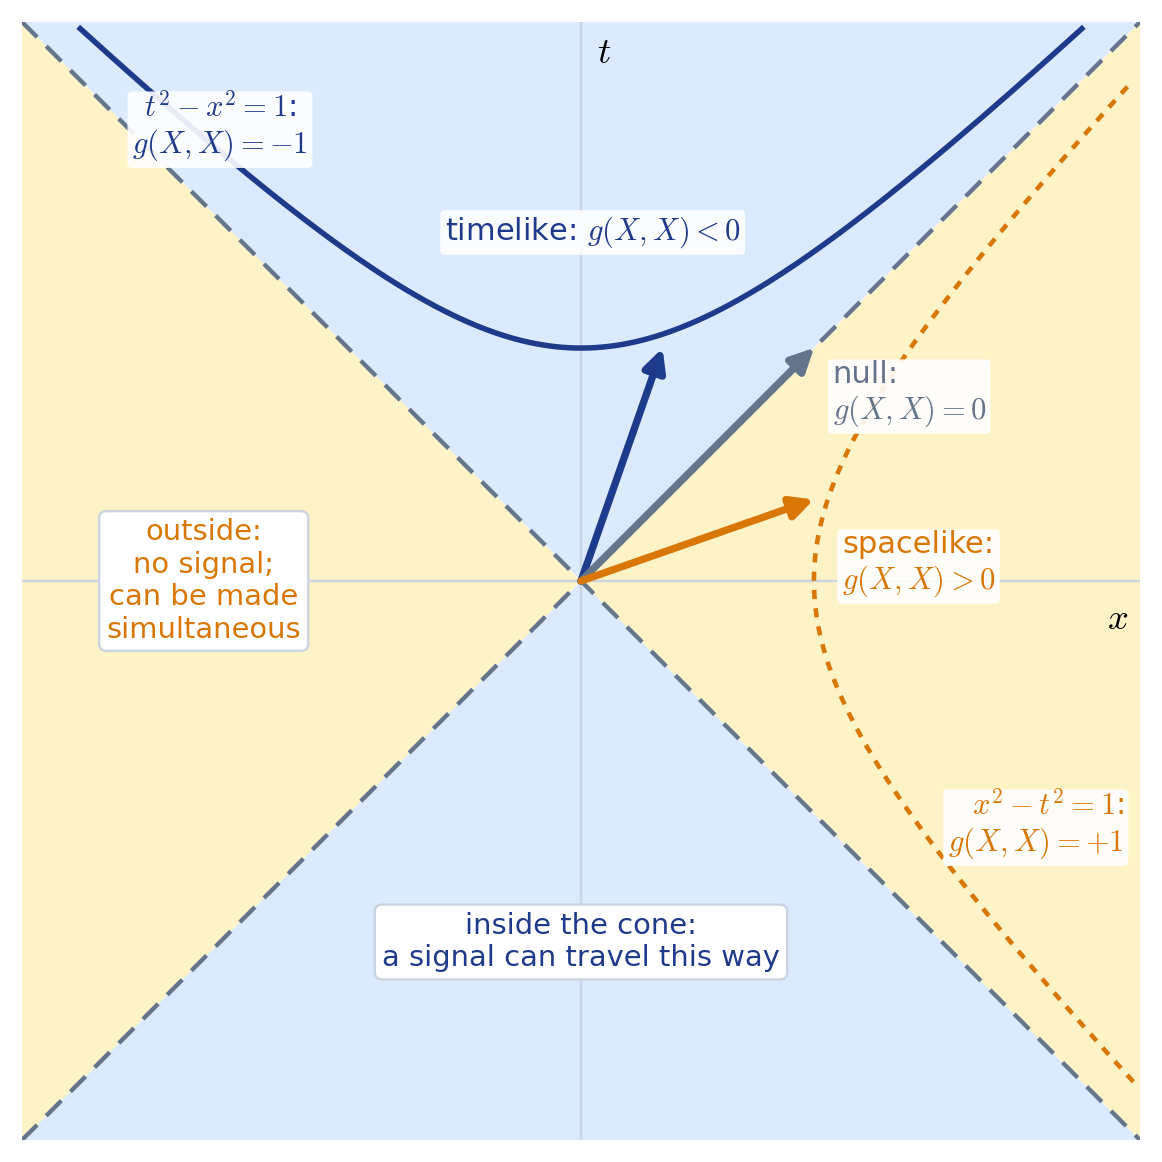 t
t² − x² = 1:
g(X, X) = −1
timelike: g(X, X) < 0
null:
g(X, X) = 0
outside:
no signal;
can be made
simultaneous
spacelike:
g(X, X) > 0
x
x² − t² = 1:
g(X, X) = +1
inside the cone:
a signal can travel this way